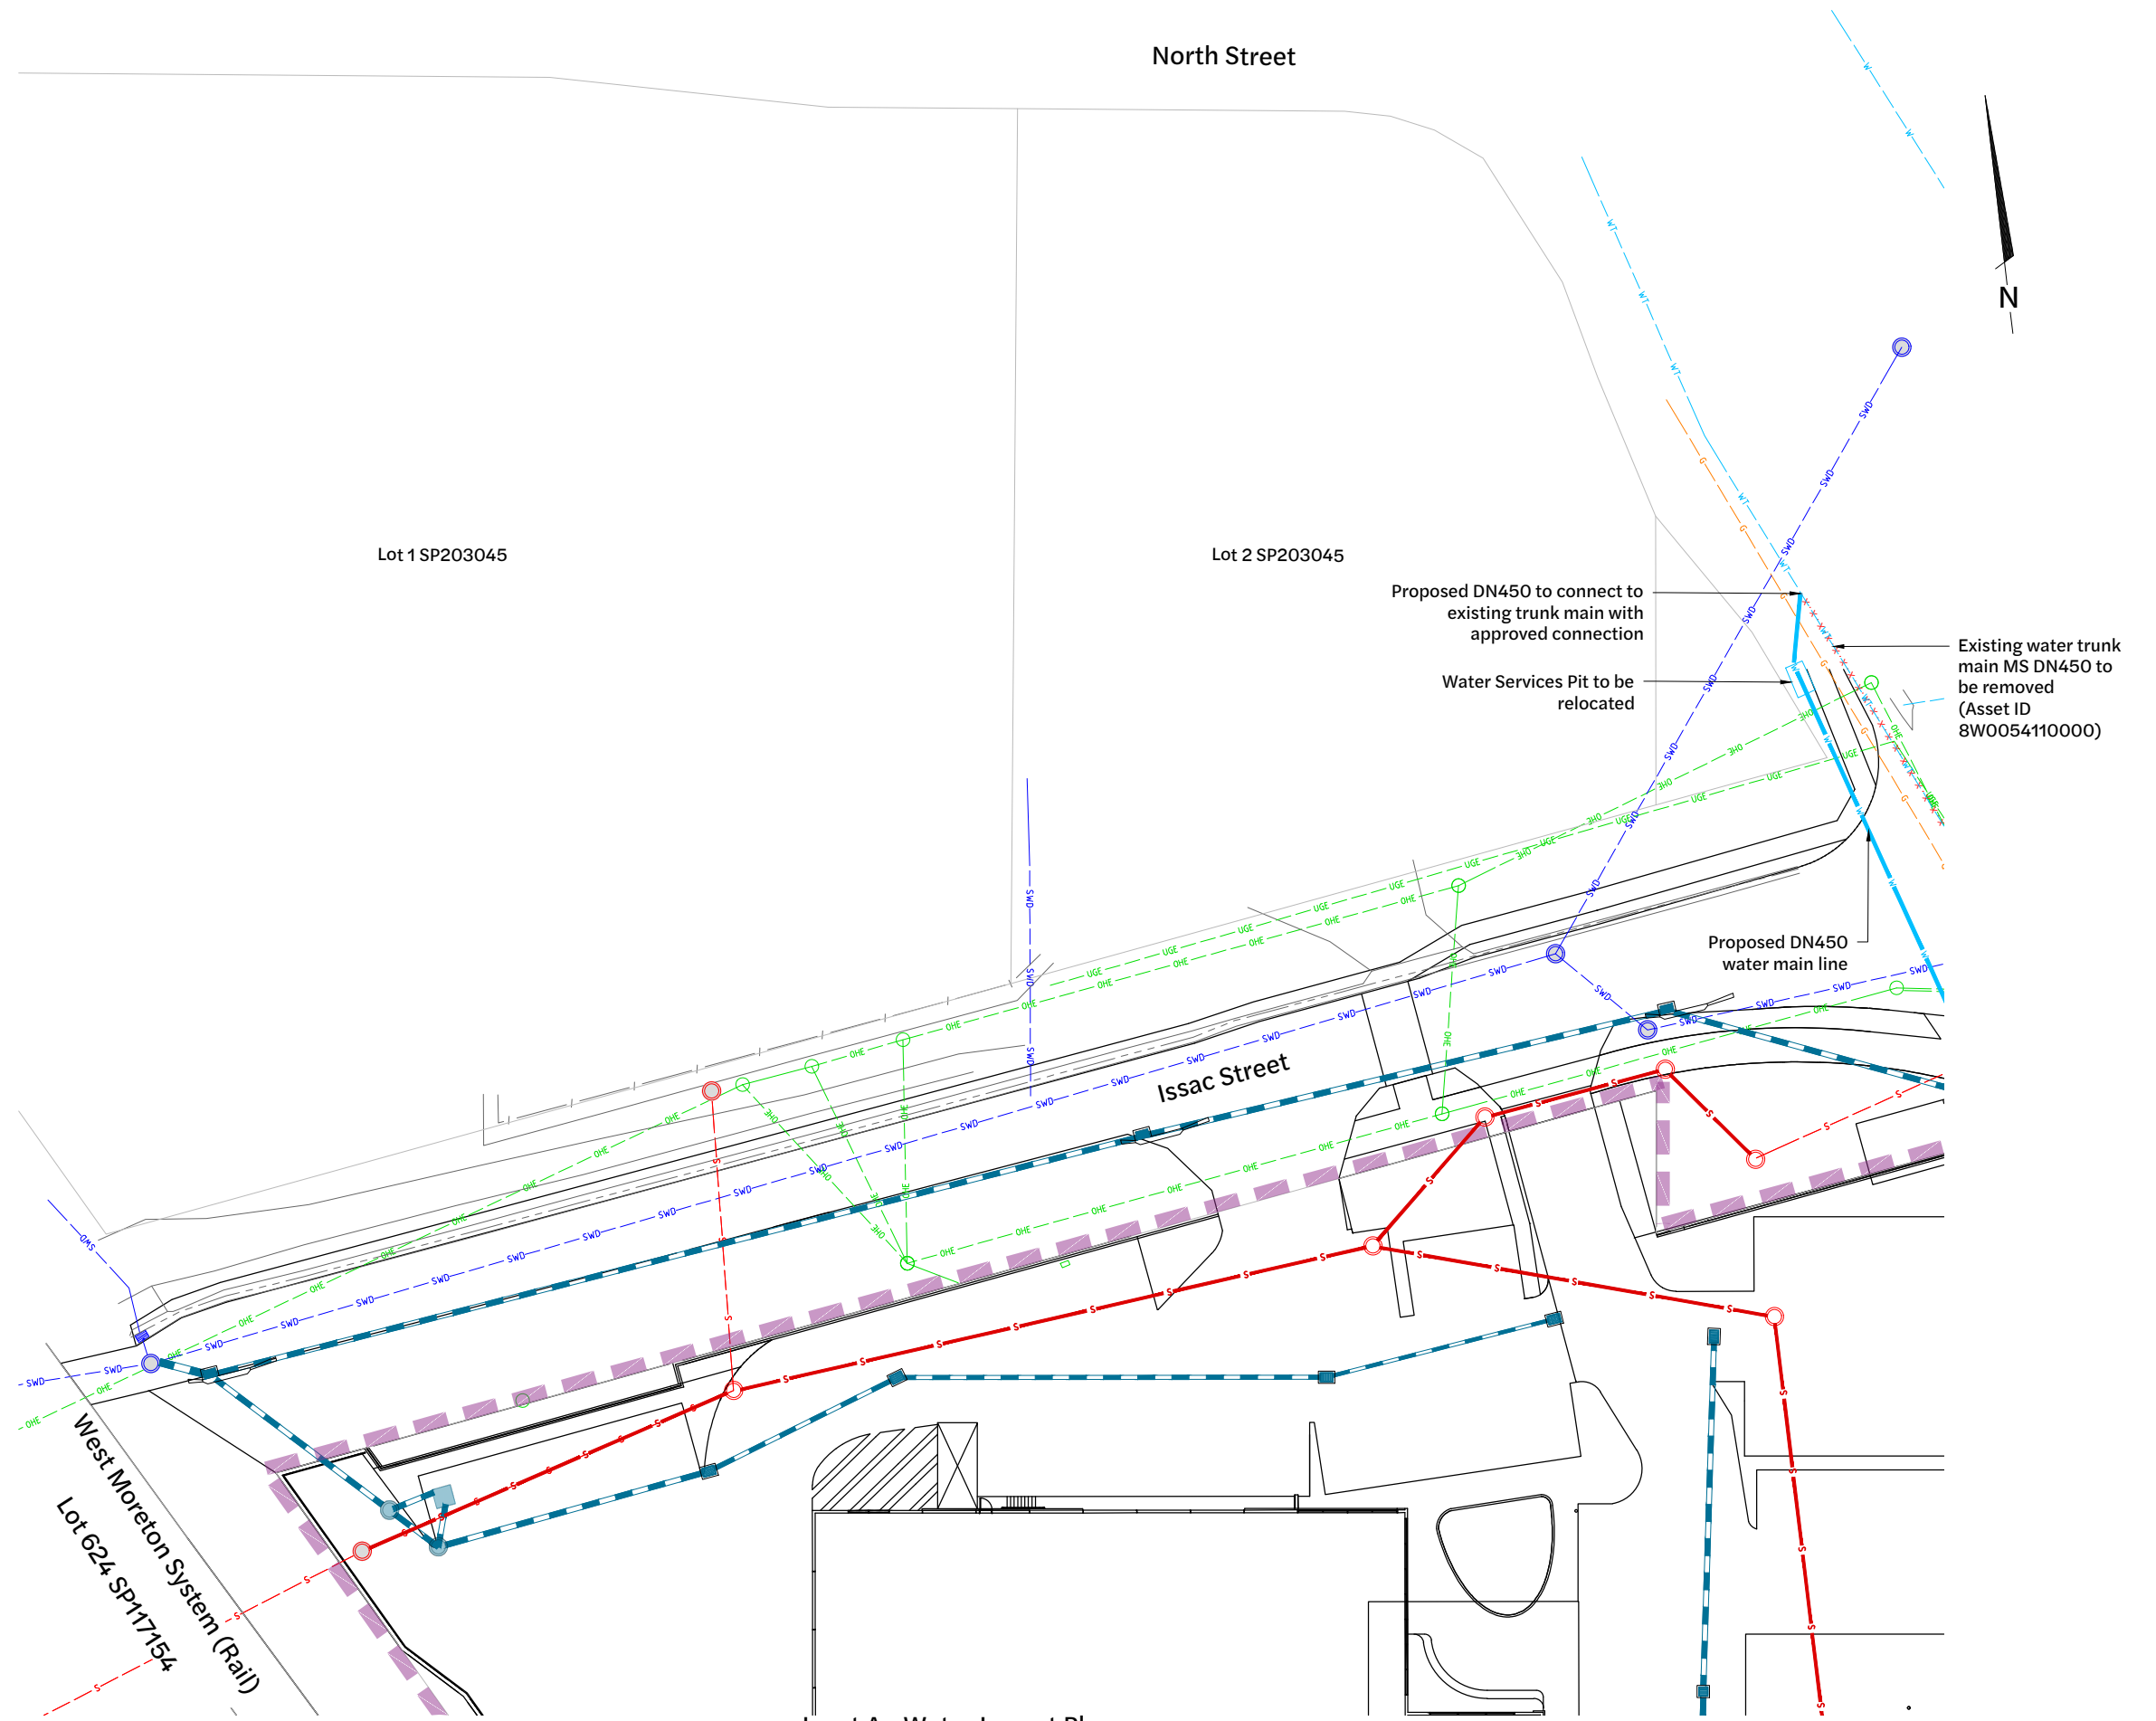 North Street
N
Lot 1 SP203045
Lot 2 SP203045
Proposed DN450 to connect to
existing trunk main with
approved connection
Water Services Pit to be
relocated
Existing water trunk
main MS DN450 to
be removed
(Asset ID
8W0054110000)
Proposed DN450
water main line
Issac Street
West Moreton System (Rail)
Lot 624 SP117154